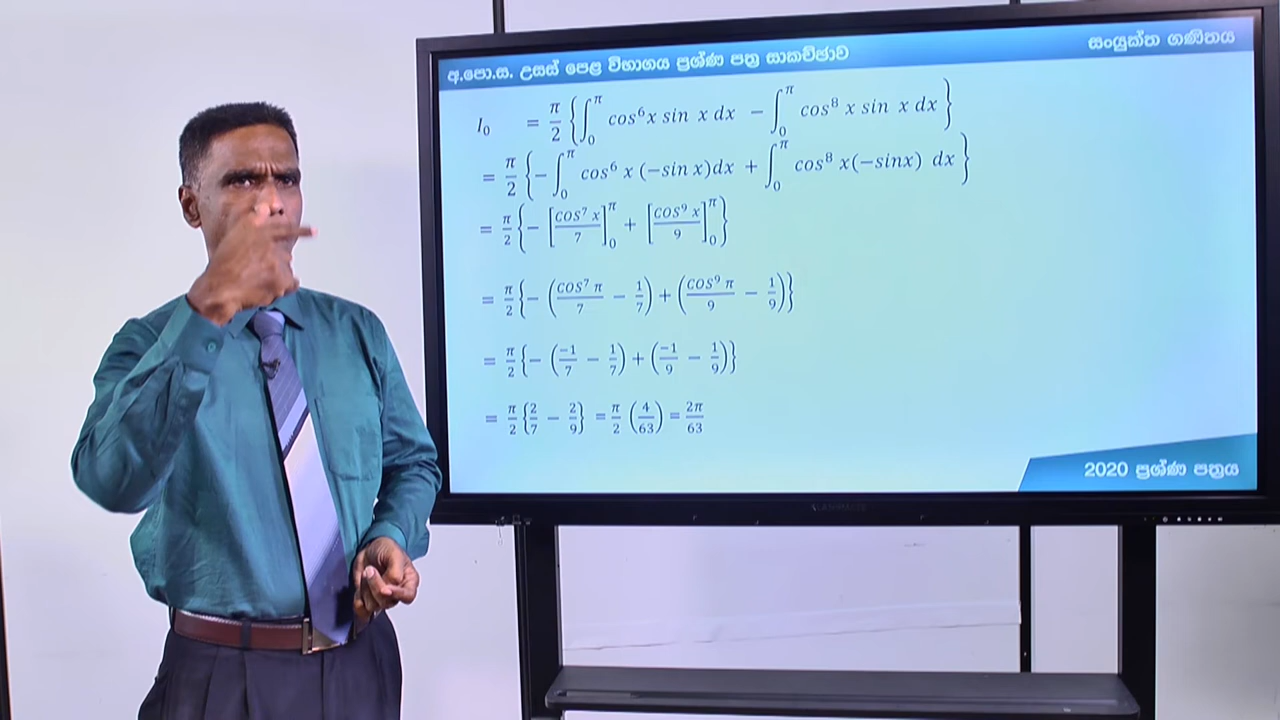 අ.පො.ස. උසස් පෙළ විභාගය ප්‍රශ්ණ පත්‍ර සාකච්ඡාව
සංයුක්ත ගණිතය
I₀ = π/2 {∫₀^π cos⁶x sin x dx − ∫₀^π cos⁸ x sin x dx}
= π/2 {−∫₀^π cos⁶ x (−sin x)dx + ∫₀^π cos⁸ x(−sinx) dx}
= π/2 {− [cos⁷ x/7]₀^π + [cos⁹ x/9]₀^π}
= π/2 {− (cos⁷ π/7 − 1/7) + (cos⁹ π/9 − 1/9)}
= π/2 {− (−1/7 − 1/7) + (−1/9 − 1/9)}
= π/2 {2/7 − 2/9} = π/2 (4/63) = 2π/63
2020 ප්‍රශ්ණ පත්‍රය